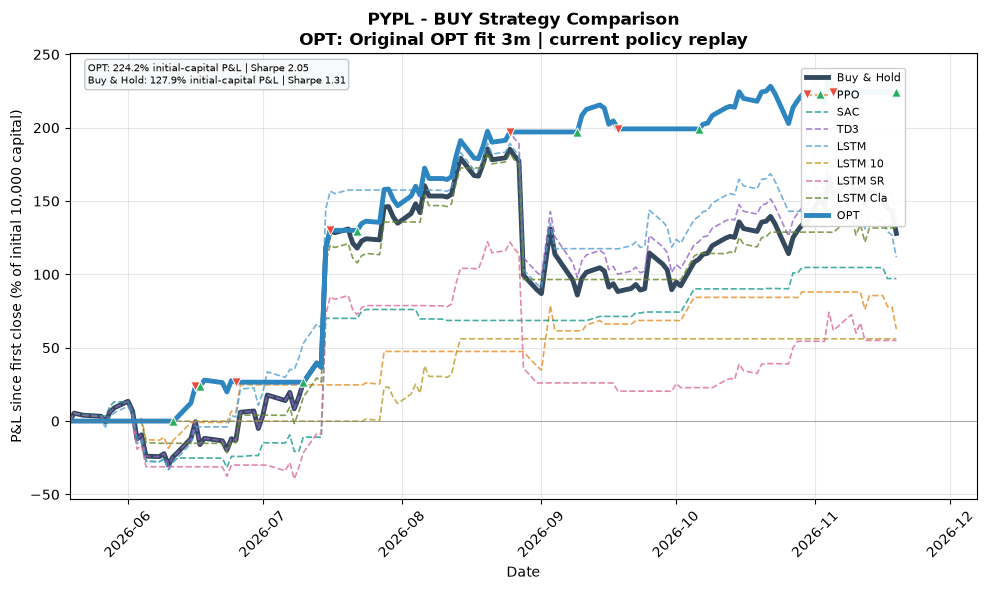 PYPL - BUY Strategy Comparison
OPT: Original OPT fit 3m | current policy replay
OPT: 224.2% initial-capital P&L | Sharpe 2.05
Buy & Hold: 127.9% initial-capital P&L | Sharpe 1.31
Buy & Hold
PPO
SAC
TD3
LSTM
LSTM 10
LSTM SR
LSTM Cla
OPT
P&L since first close (% of initial 10,000 capital)
250
200
150
100
50
0
−50
2026-06
2026-07
2026-08
2026-09
2026-10
2026-11
2026-12
Date